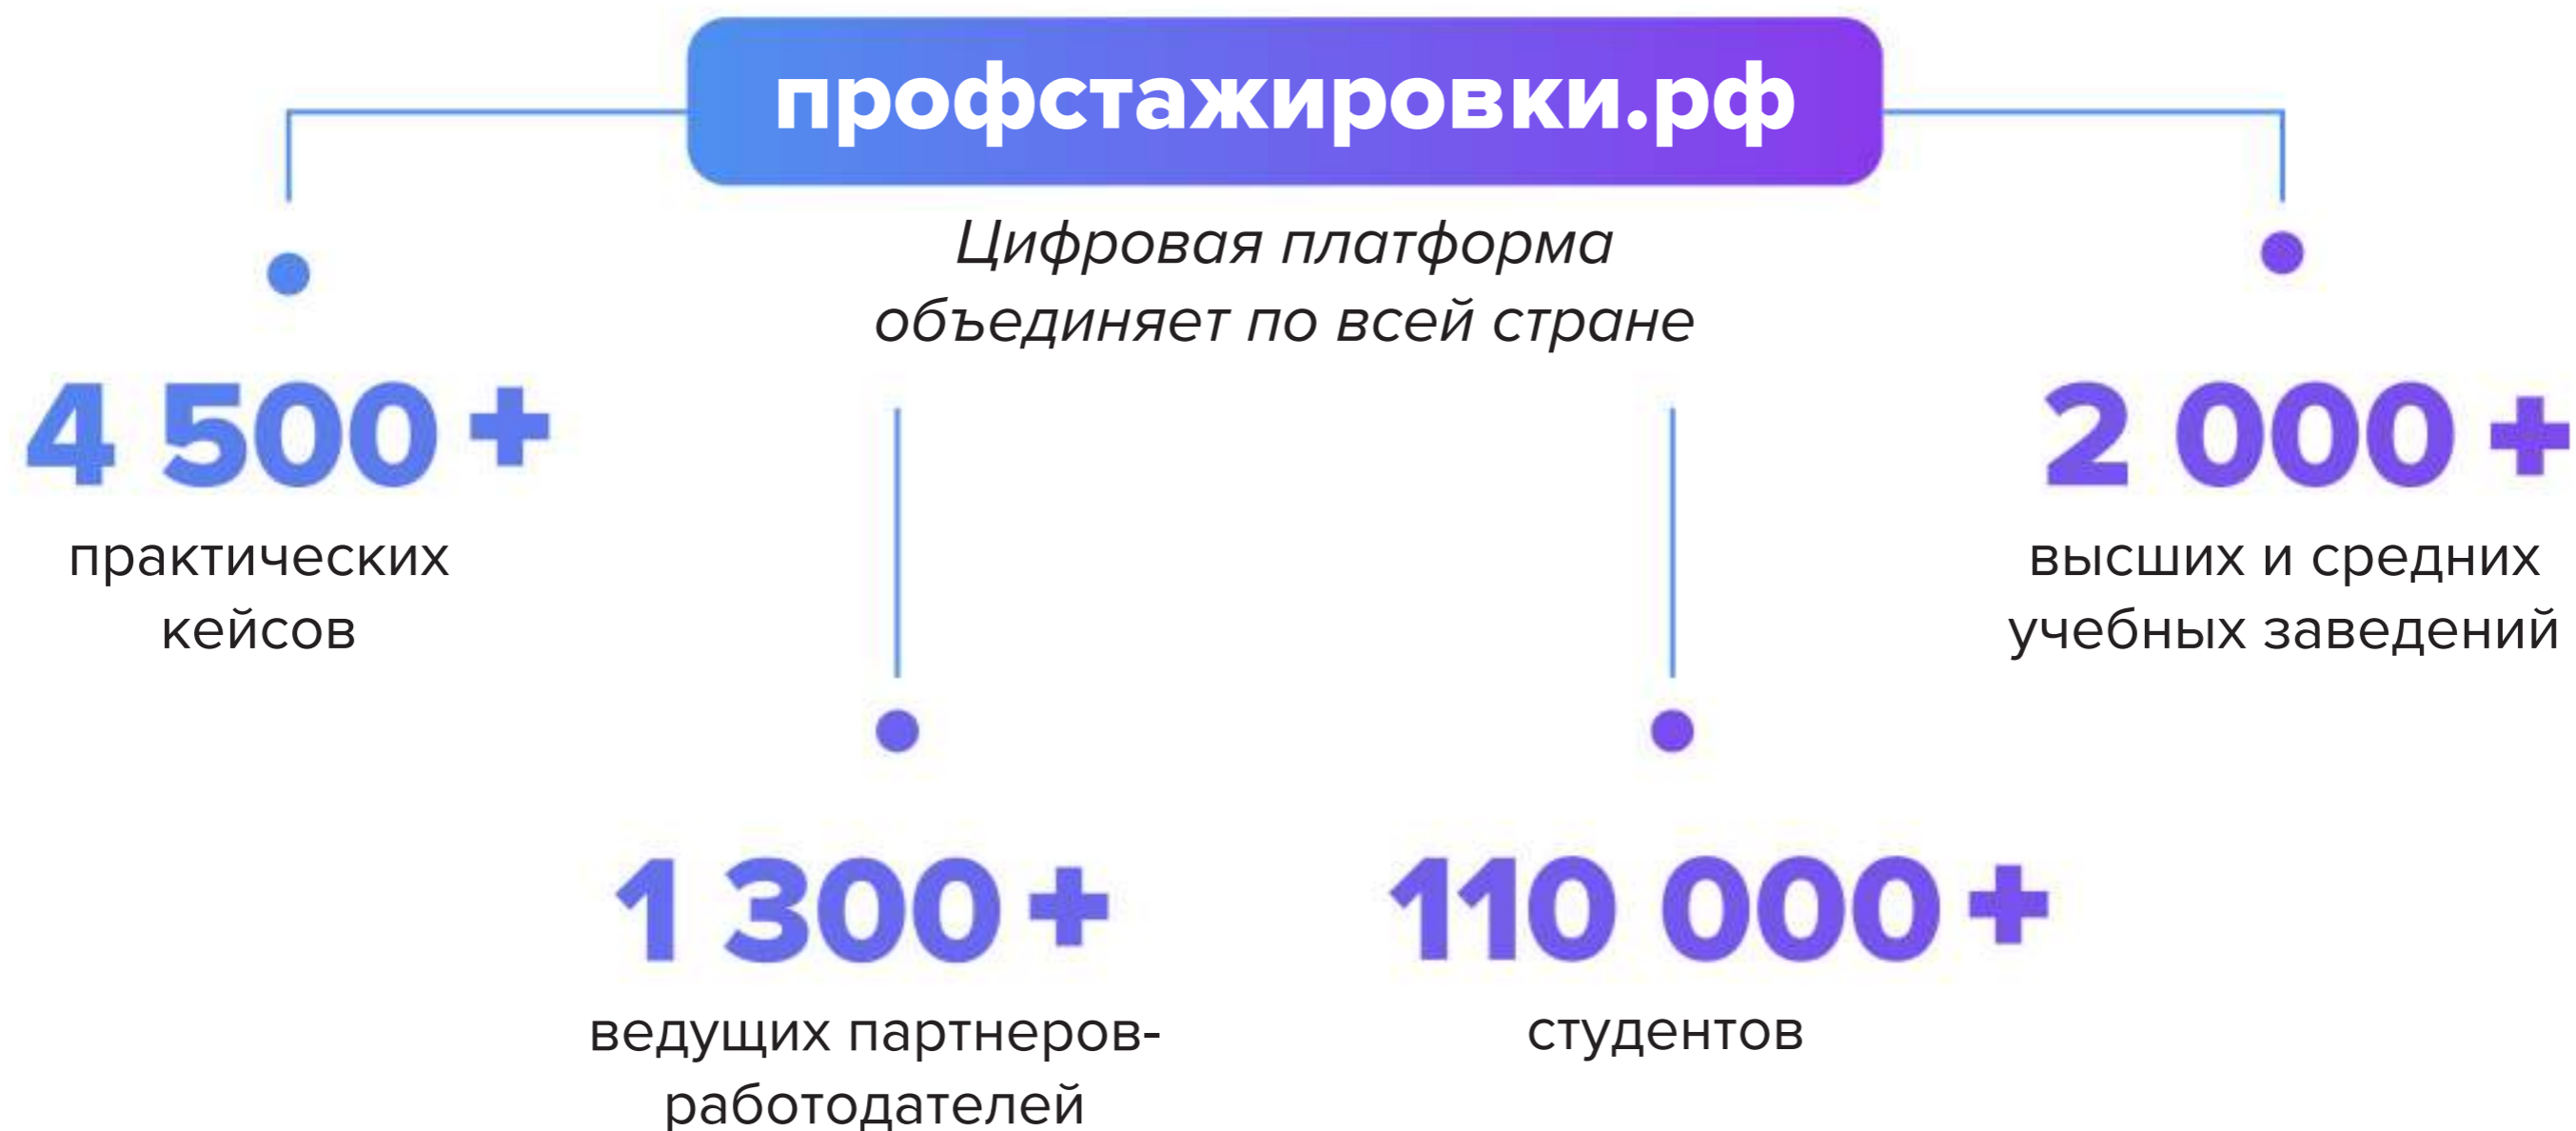 профстажировки.рф
Цифровая платформа
объединяет по всей стране
4 500 +
практических
кейсов
2 000 +
высших и средних
учебных заведений
1 300 +
ведущих партнеров-
работодателей
110 000 +
студентов